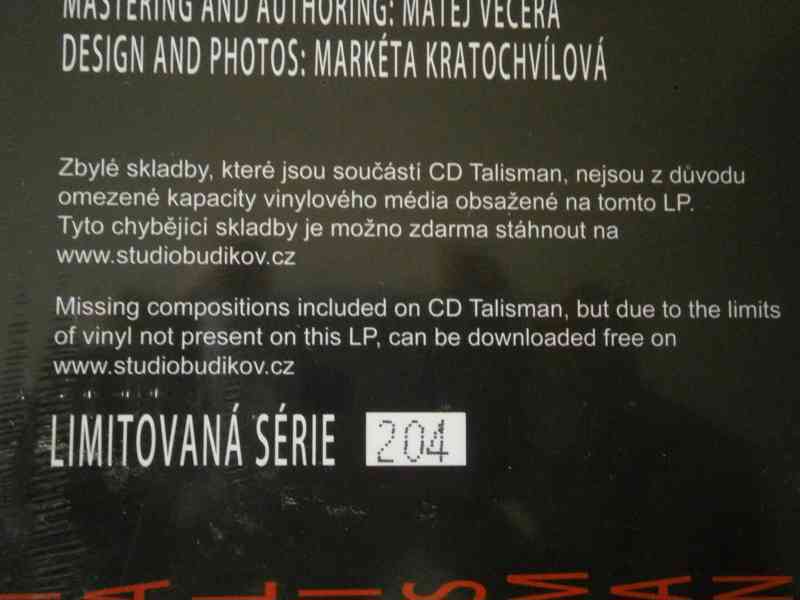 MASTERING AND AUTHORING: MATĚJ VEČEŘA
DESIGN AND PHOTOS: MARKÉTA KRATOCHVÍLOVÁ
Zbylé skladby, které jsou součástí CD Talisman, nejsou z důvodu
omezené kapacity vinylového média obsažené na tomto LP.
Tyto chybějící skladby je možno zdarma stáhnout na
www.studiobudikov.cz
Missing compositions included on CD Talisman, but due to the limits
of vinyl not present on this LP, can be downloaded free on
www.studiobudikov.cz
LIMITOVANÁ SÉRIE 204
TALISMAN